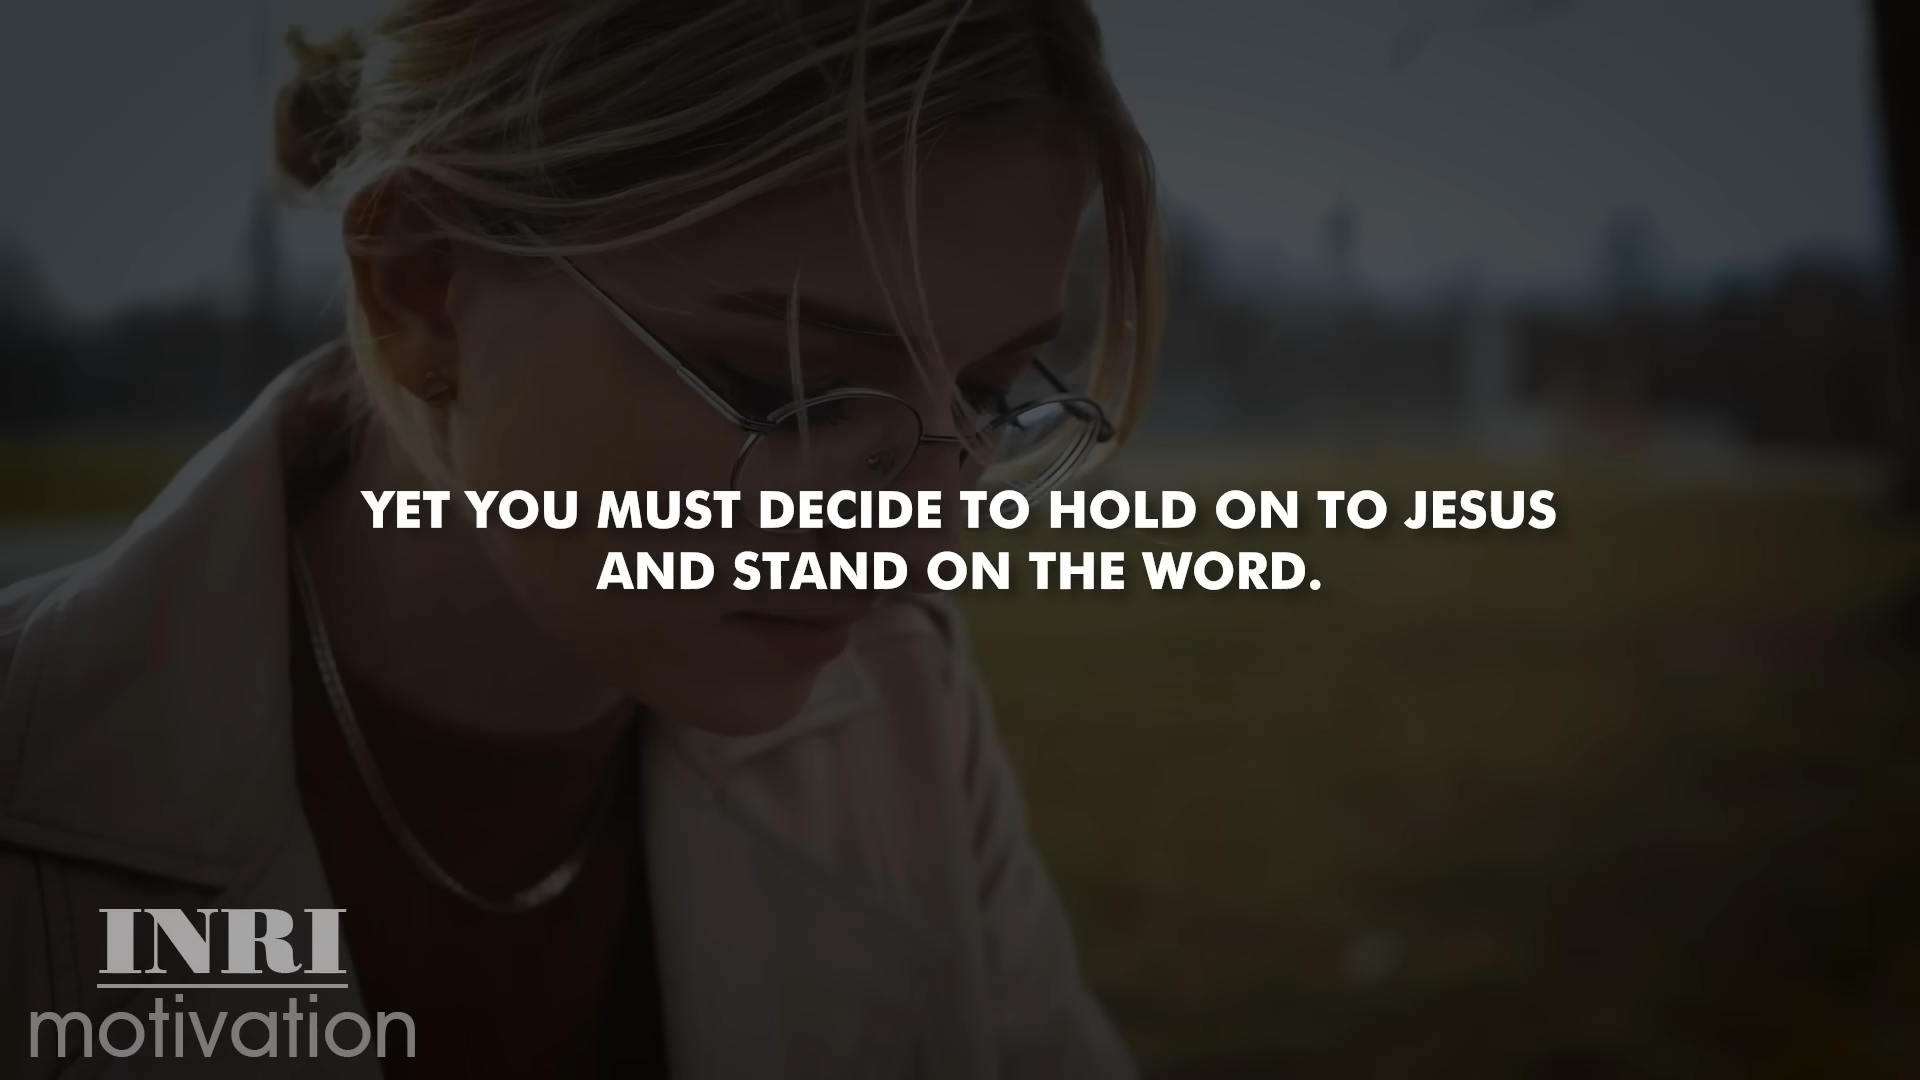 YET YOU MUST DECIDE TO HOLD ON TO JESUS
AND STAND ON THE WORD.
INRI
motivation